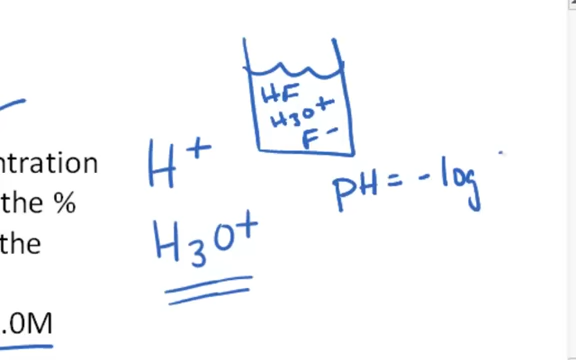 HF
H3O+
F-
ntration
the %
the
.0M
H+
H3O+
pH = -log